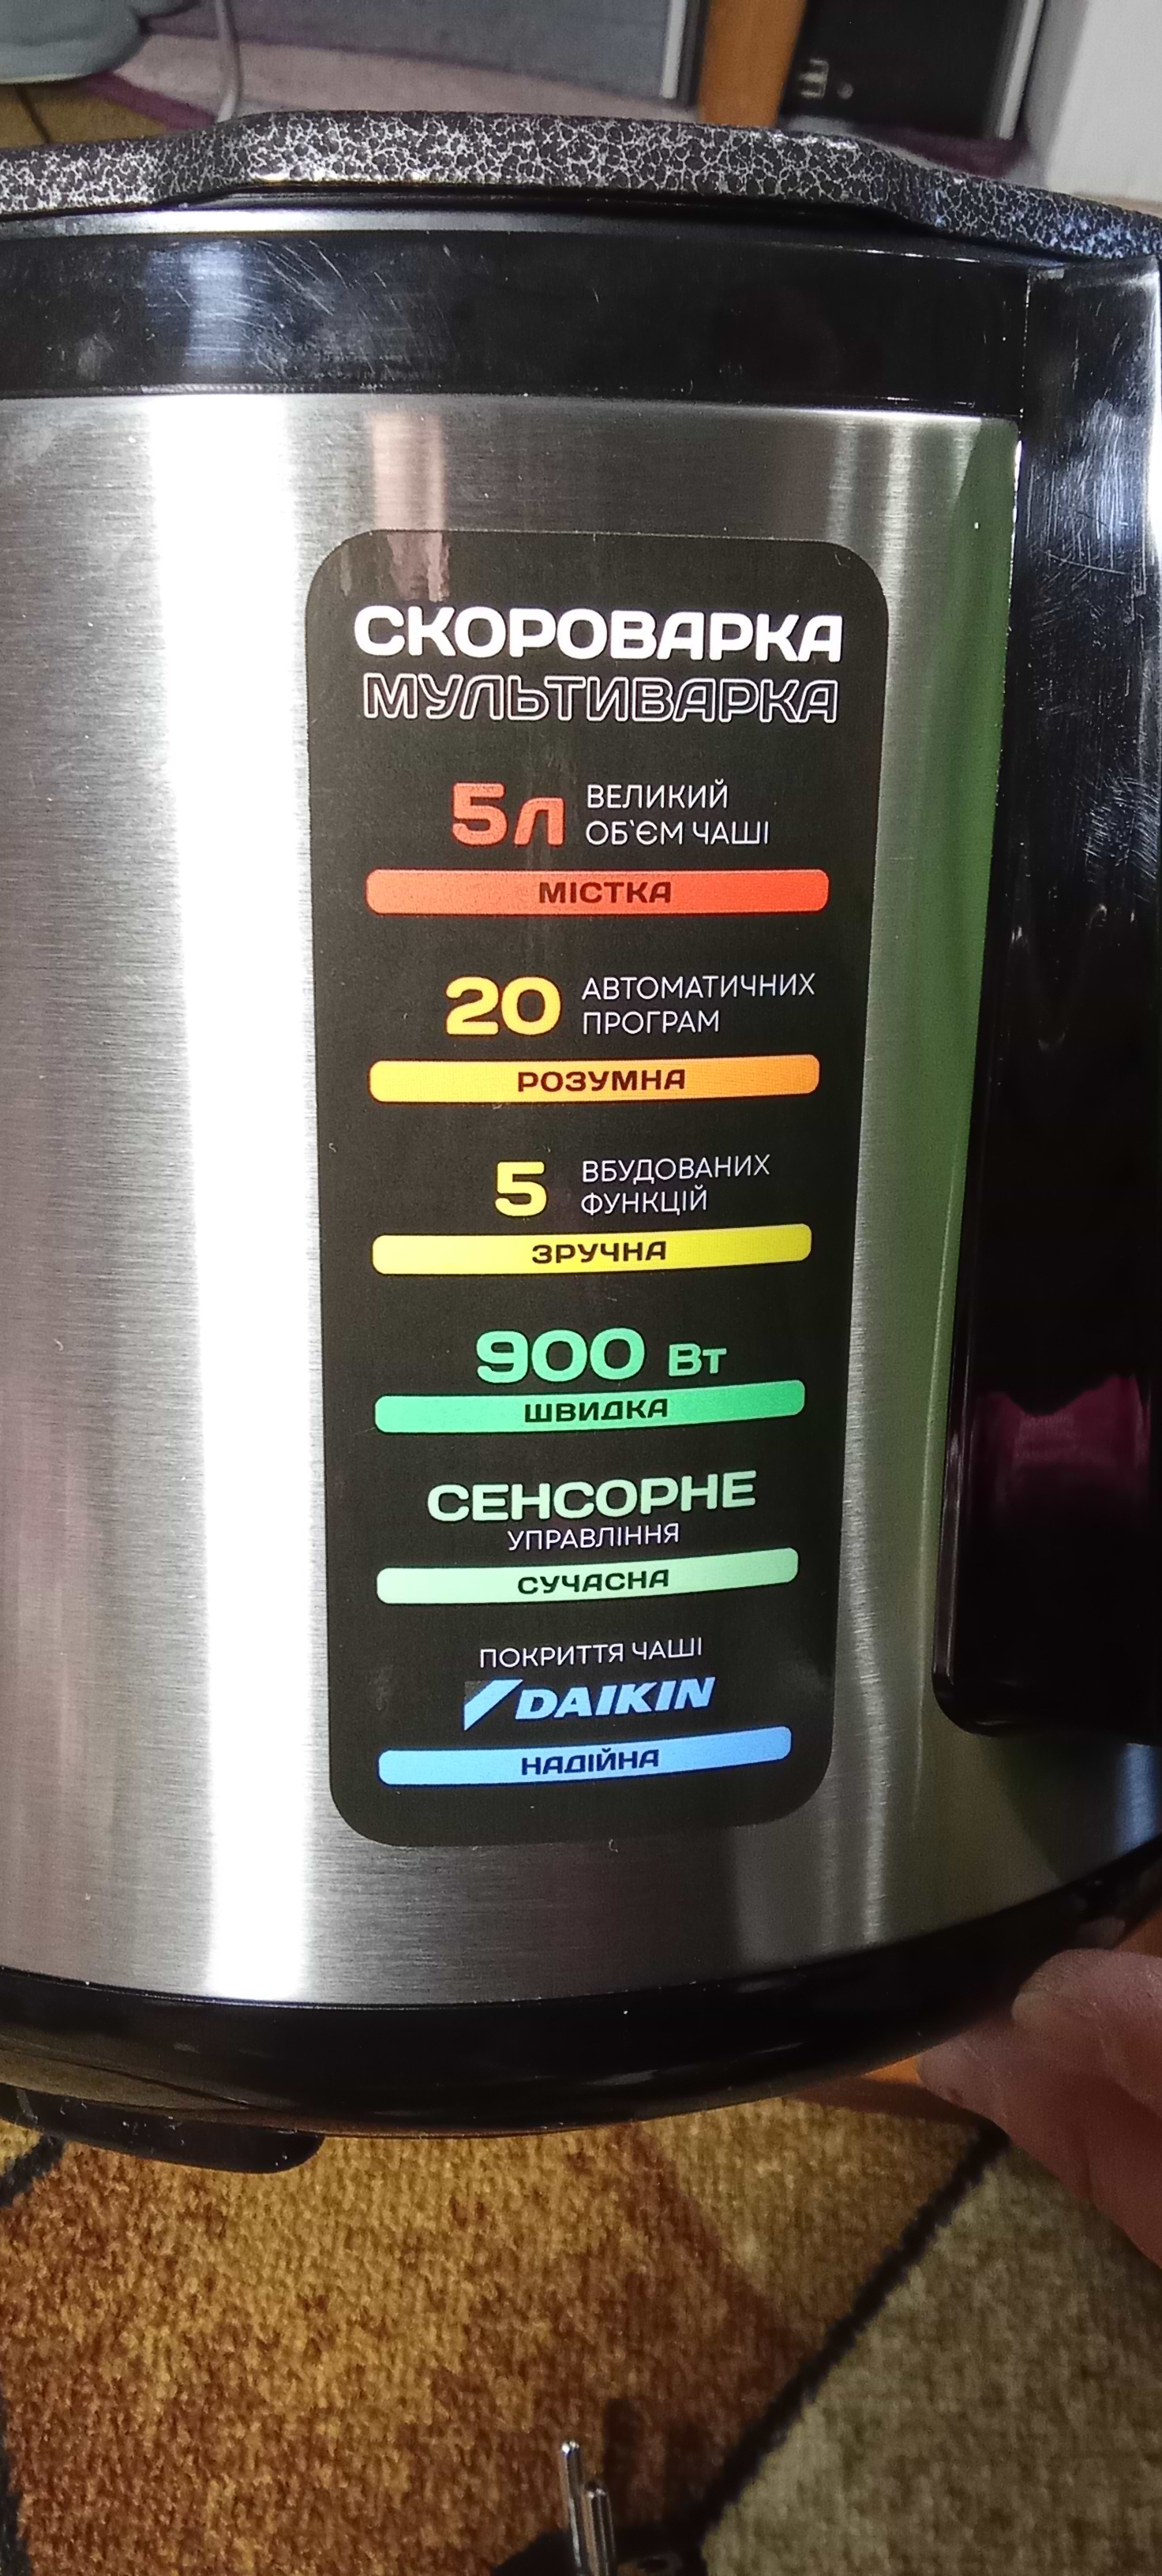 СКОРОВАРКА
МУЛЬТИВАРКА
5л ВЕЛИКИЙ
ОБ`ЄМ ЧАШІ
МІСТКА
20 АВТОМАТИЧНИХ
ПРОГРАМ
РОЗУМНА
5 ВБУДОВАНИХ
ФУНКЦІЙ
ЗРУЧНА
900 Вт
ШВИДКА
СЕНСОРНЕ
УПРАВЛІННЯ
СУЧАСНА
ПОКРИТТЯ ЧАШІ
DAIKIN
НАДІЙНА